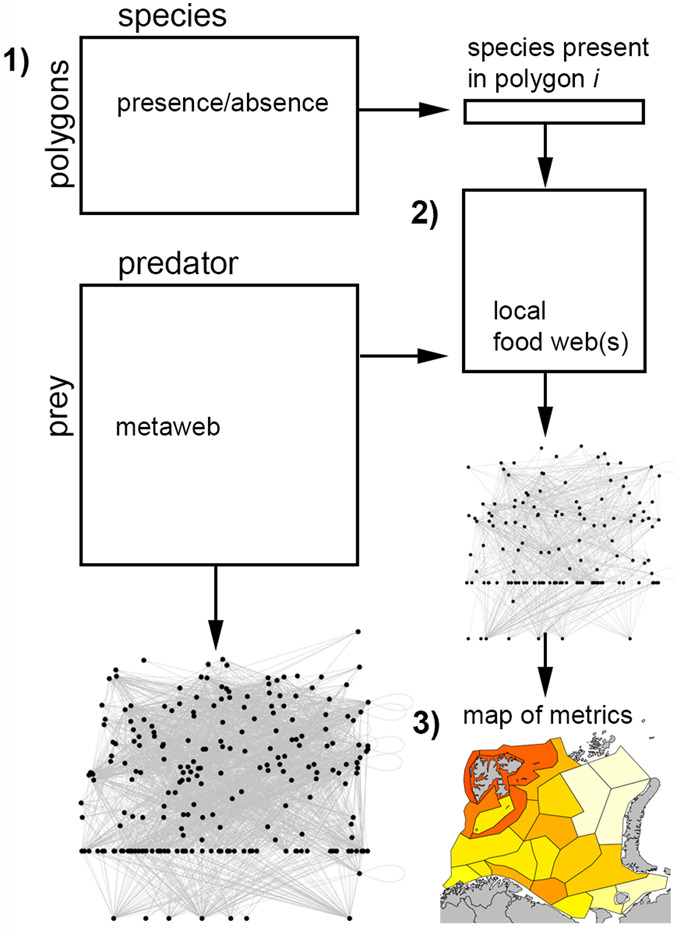 species
1)
polygons
presence/absence
species present
in polygon i
2)
predator
prey
metaweb
local
food web(s)
3)
map of metrics